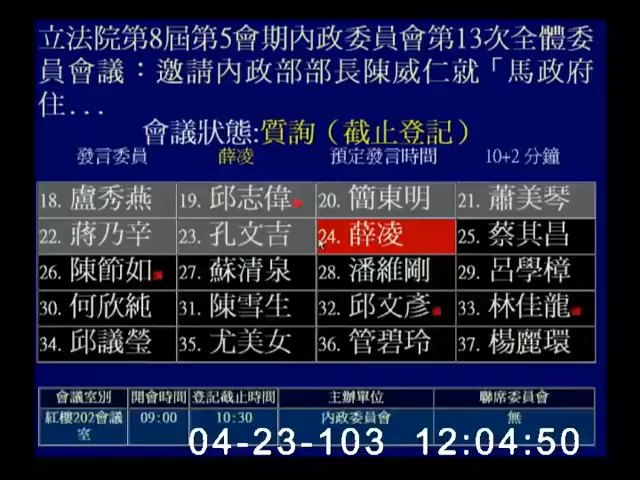 立法院第8屆第5會期內政委員會第13次全體委
員會議：邀請內政部部長陳威仁就「馬政府
住...
會議狀態:質詢（截止登記）
發言委員 薛凌 預定發言時間 10+2 分鐘
18. 盧秀燕 19. 邱志偉 20. 簡東明 21. 蕭美琴
22. 蔣乃辛 23. 孔文吉 24. 薛凌 25. 蔡其昌
26. 陳節如 27. 蘇清泉 28. 潘維剛 29. 呂學樟
30. 何欣純 31. 陳雪生 32. 邱文彥 33. 林佳龍
34. 邱議瑩 35. 尤美女 36. 管碧玲 37. 楊麗環
會議室別 開會時間 登記截止時間 主辦單位 聯席委員會
紅樓202會議 09:00 10:30 內政委員會 無
室
04-23-103 12:04:50